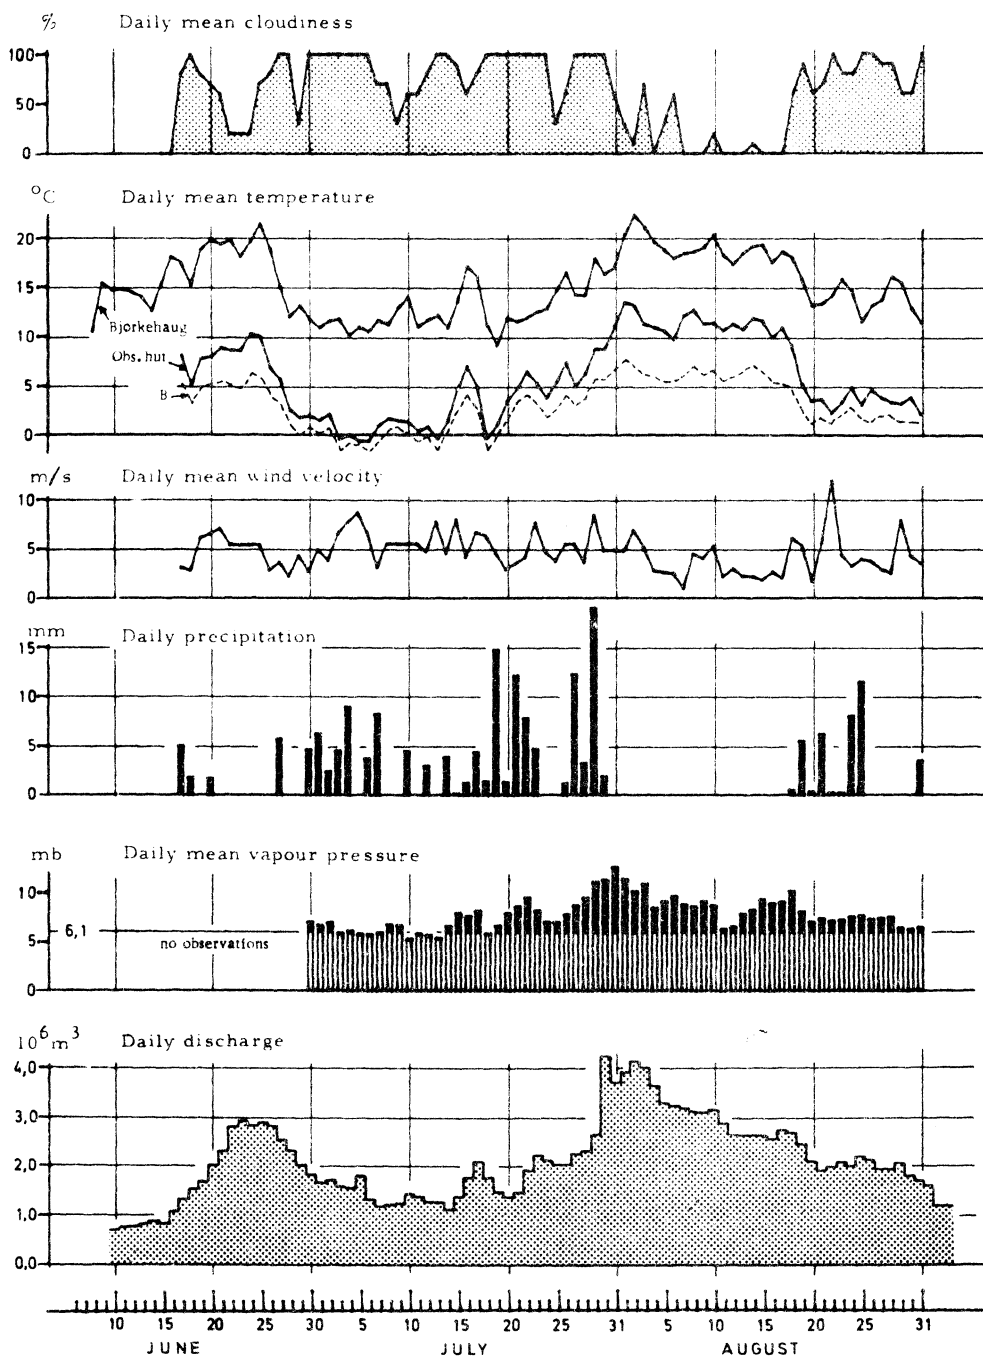 % Daily mean cloudiness
100
50
0
°C Daily mean temperature
20
15
10
Bjørkehaug
Obs. hut
5
B
0
m/s Daily mean wind velocity
10
5
0
mm Daily precipitation
15
10
5
0
mb Daily mean vapour pressure
10
6,1
no observations
5
0
10⁶m³ Daily discharge
4,0
3,0
2,0
1,0
0,0
10 15 20 25 30 5 10 15 20 25 31 5 10 15 20 25 31
JUNE JULY AUGUST